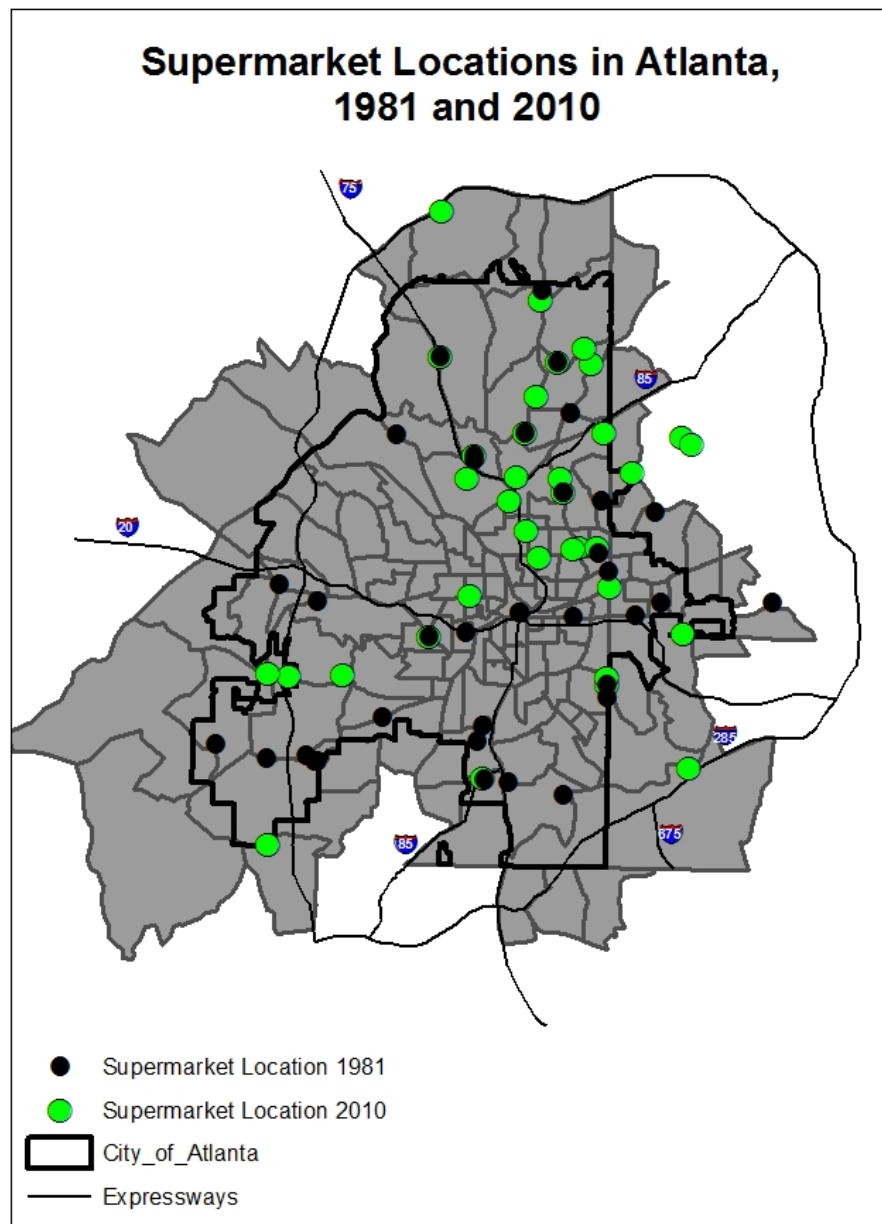 Supermarket Locations in Atlanta,
1981 and 2010
75
85
20
285
85
675
Supermarket Location 1981
Supermarket Location 2010
City_of_Atlanta
Expressways